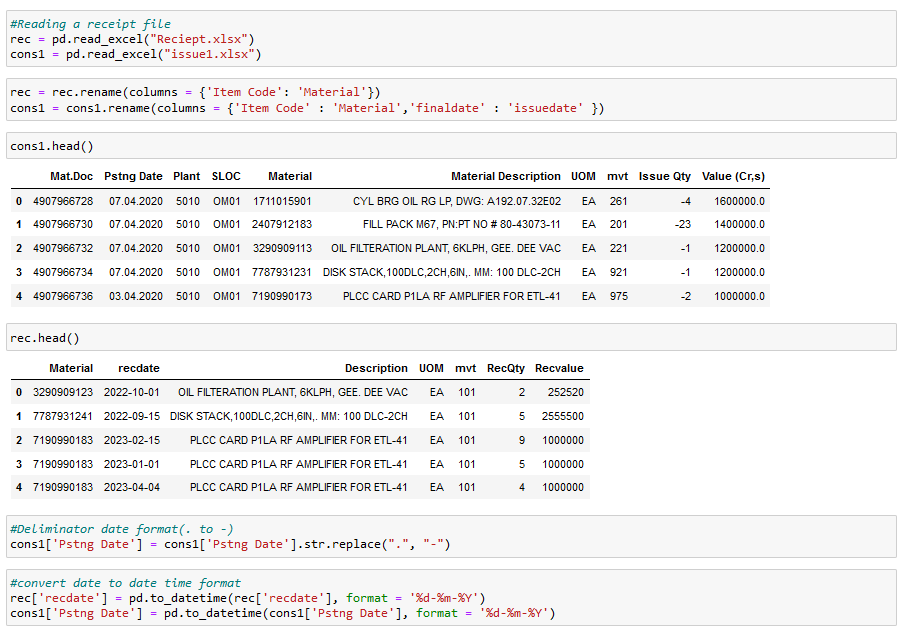 #Reading a receipt file
rec = pd.read_excel("Reciept.xlsx")
cons1 = pd.read_excel("issue1.xlsx")
rec = rec.rename(columns = {'Item Code': 'Material'})
cons1 = cons1.rename(columns = {'Item Code' : 'Material','finaldate' : 'issuedate' })
cons1.head()
Mat.Doc Pstng Date Plant SLOC Material Material Description UOM mvt Issue Qty Value (Cr,s)
0 4907966728 07.04.2020 5010 OM01 1711015901 CYL BRG OIL RG LP, DWG: A192.07.32E02 EA 261 -4 1600000.0
1 4907966730 07.04.2020 5010 OM01 2407912183 FILL PACK M67, PN:PT NO # 80-43073-11 EA 201 -23 1400000.0
2 4907966732 07.04.2020 5010 OM01 3290909113 OIL FILTERATION PLANT, 6KLPH, GEE. DEE VAC EA 221 -1 1200000.0
3 4907966734 07.04.2020 5010 OM01 7787931231 DISK STACK,100DLC,2CH,6IN,. MM: 100 DLC-2CH EA 921 -1 1200000.0
4 4907966736 03.04.2020 5010 OM01 7190990173 PLCC CARD P1LA RF AMPLIFIER FOR ETL-41 EA 975 -2 1000000.0
rec.head()
Material recdate Description UOM mvt RecQty Recvalue
0 3290909123 2022-10-01 OIL FILTERATION PLANT, 6KLPH, GEE. DEE VAC EA 101 2 252520
1 7787931241 2022-09-15 DISK STACK,100DLC,2CH,6IN,. MM: 100 DLC-2CH EA 101 5 2555500
2 7190990183 2023-02-15 PLCC CARD P1LA RF AMPLIFIER FOR ETL-41 EA 101 9 1000000
3 7190990183 2023-01-01 PLCC CARD P1LA RF AMPLIFIER FOR ETL-41 EA 101 5 1000000
4 7190990183 2023-04-04 PLCC CARD P1LA RF AMPLIFIER FOR ETL-41 EA 101 4 1000000
#Deliminator date format(. to -)
cons1['Pstng Date'] = cons1['Pstng Date'].str.replace(".", "-")
#convert date to date time format
rec['recdate'] = pd.to_datetime(rec['recdate'], format = '%d-%m-%Y')
cons1['Pstng Date'] = pd.to_datetime(cons1['Pstng Date'], format = '%d-%m-%Y')